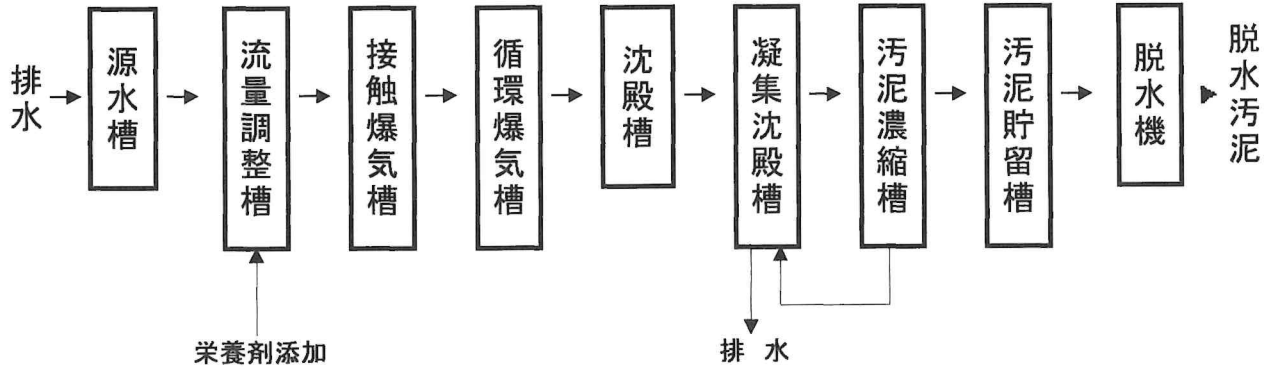 排水
源水槽
流量調整槽
接触爆気槽
循環爆気槽
沈殿槽
凝集沈殿槽
汚泥濃縮槽
汚泥貯留槽
脱水機
脱水汚泥
栄養剤添加
排 水